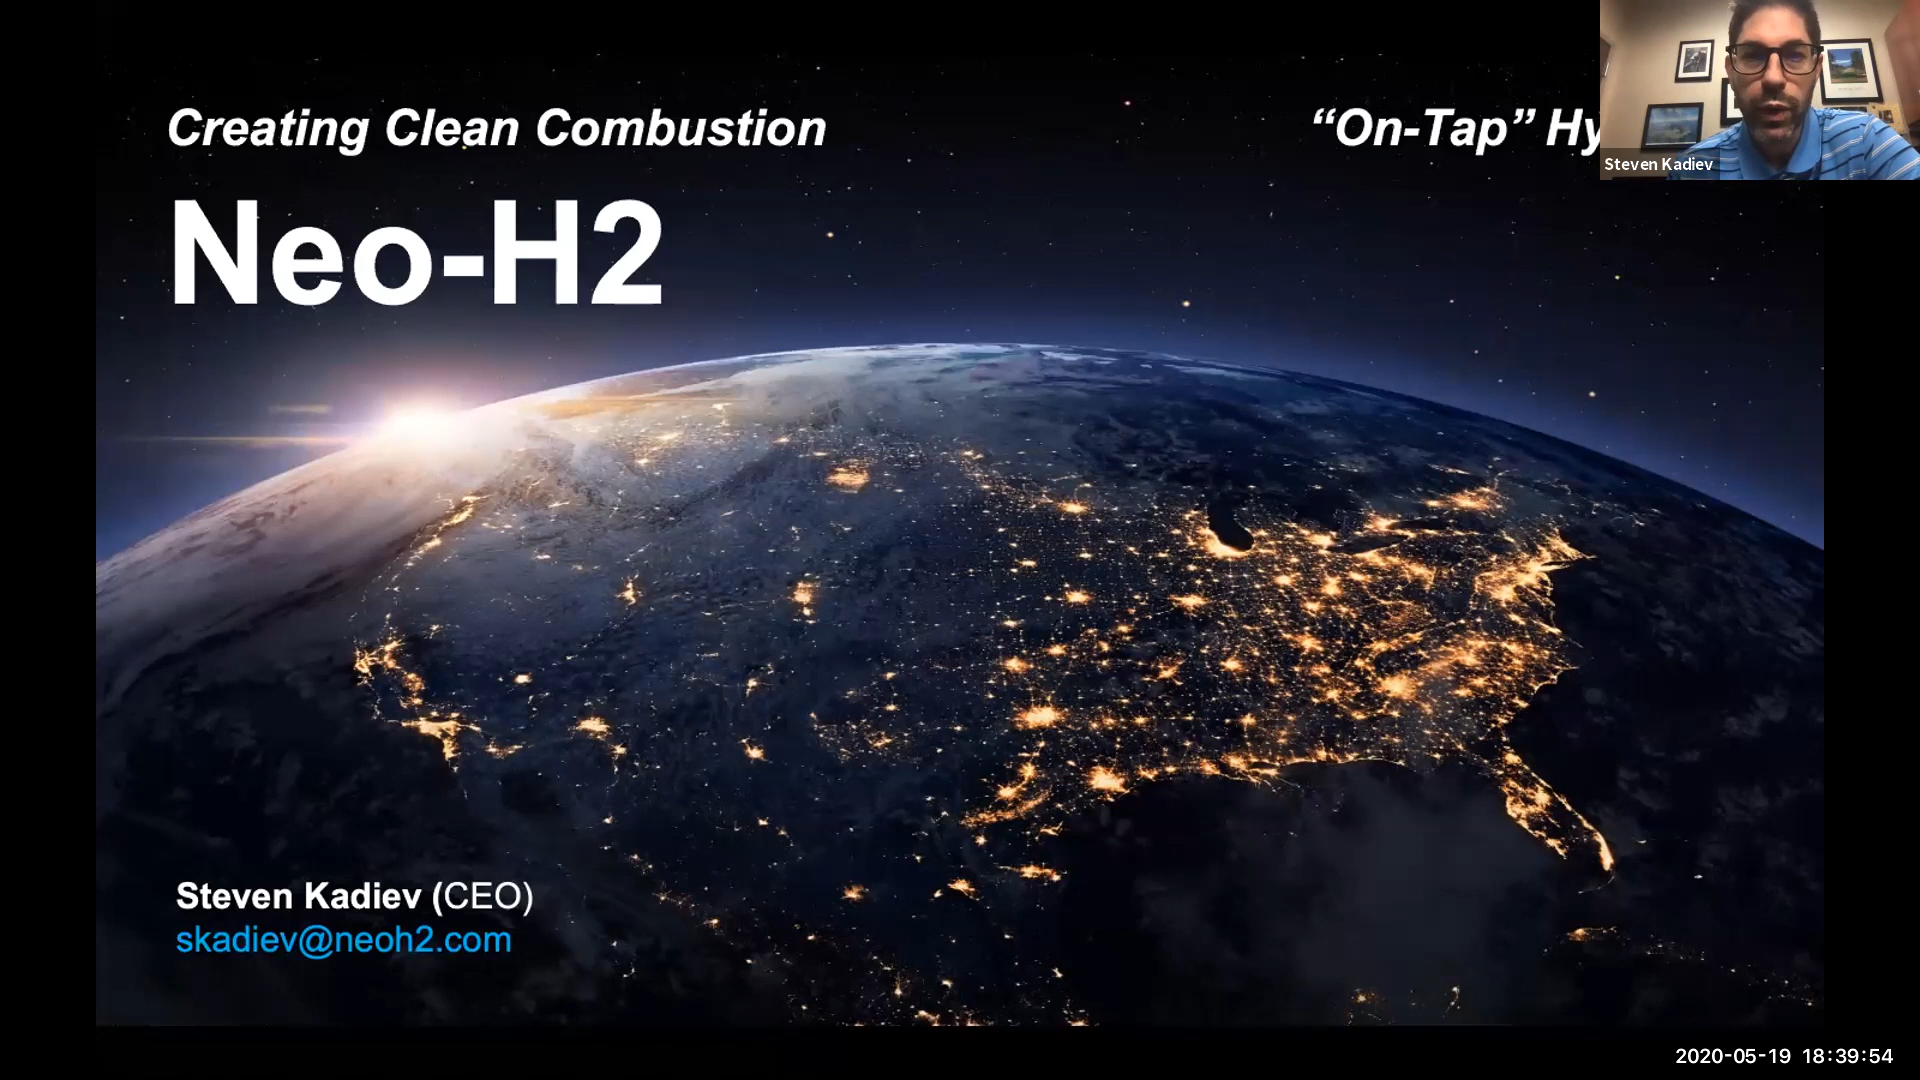 Creating Clean Combustion
“On-Tap”
Steven Kadiev
Neo-H2
Steven Kadiev (CEO)
skadiev@neoh2.com
2020-05-19 18:39:54